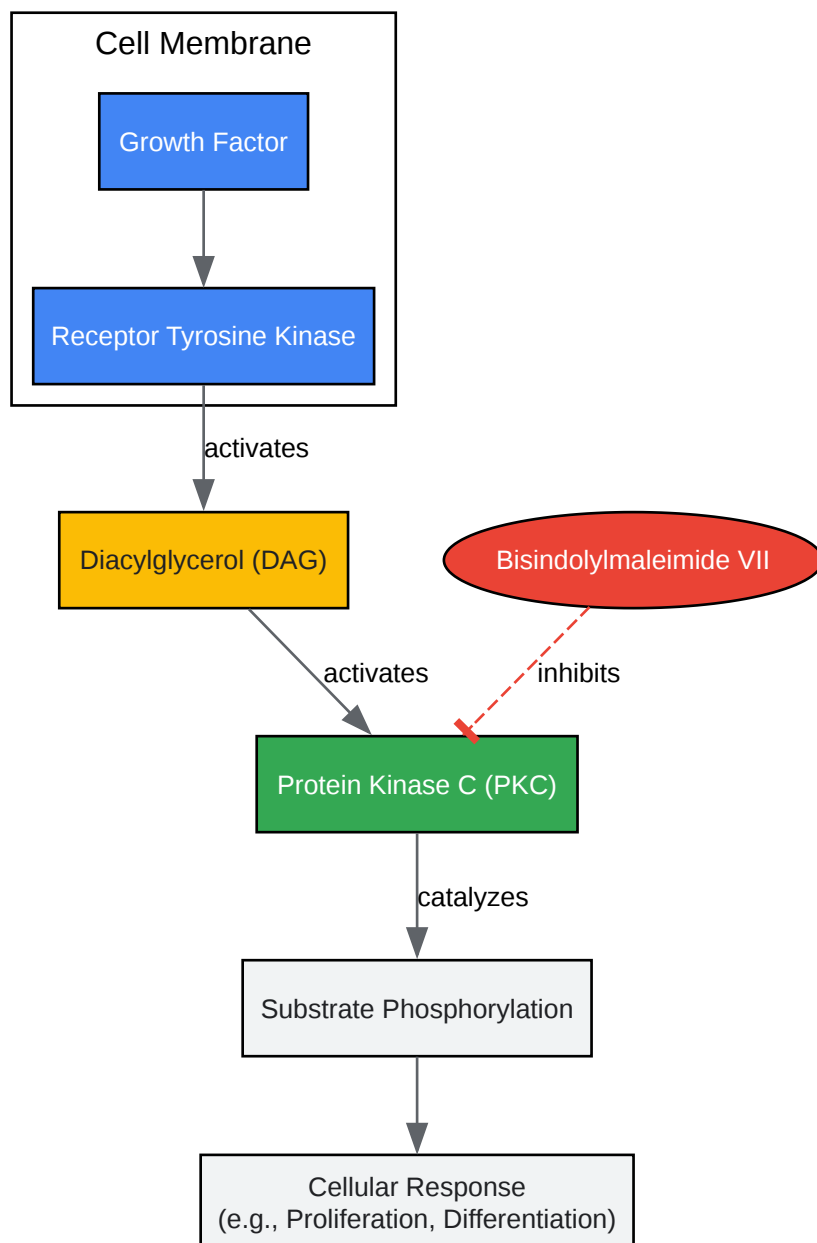 Cell Membrane
Growth Factor
Receptor Tyrosine Kinase
activates
Diacylglycerol (DAG)
Bisindolylmaleimide VII
activates
inhibits
Protein Kinase C (PKC)
catalyzes
Substrate Phosphorylation
Cellular Response
(e.g., Proliferation, Differentiation)